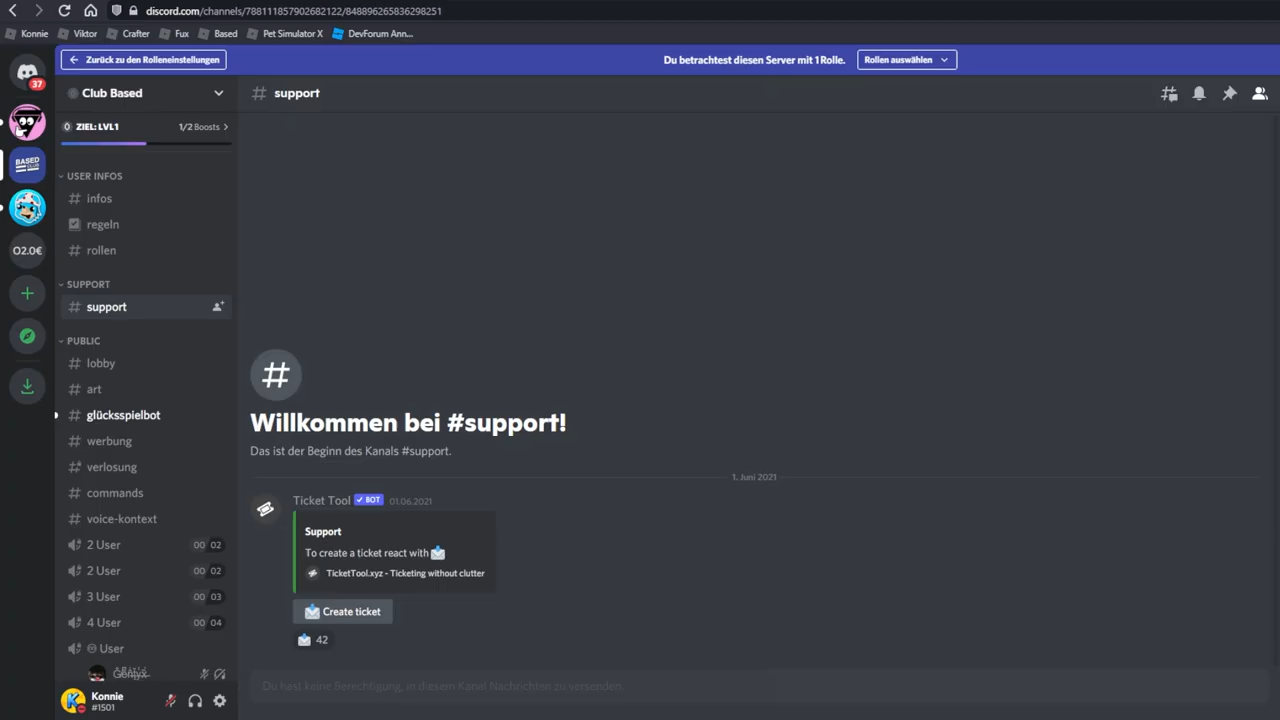 discord.com/channels/788111857902682122/848896265836298251
Konnie
Viktor
Crafter
Fux
Based
Pet Simulator X
DevForum Ann...
Zurück zu den Rolleneinstellungen
Du betrachtest diesen Server mit 1 Rolle.
Rollen auswählen
37
Club Based
# support
0 ZIEL: LVL 1
1/2 Boosts
BASED
CLUB
USER INFOS
# infos
regeln
# rollen
O2.0€
SUPPORT
# support
PUBLIC
# lobby
# art
# glücksspielbot
# werbung
# verlosung
# commands
# voice-kontext
2 User 00 02
2 User 00 02
3 User 00 03
4 User 00 04
User
Konnie
#1501
#
Willkommen bei #support!
Das ist der Beginn des Kanals #support.
1. Juni 2021
Ticket Tool BOT 01.06.2021
Support
To create a ticket react with 📩
TicketTool.xyz - Ticketing without clutter
📩 Create ticket
📩 42
Du hast keine Berechtigung, in diesem Kanal Nachrichten zu versenden.